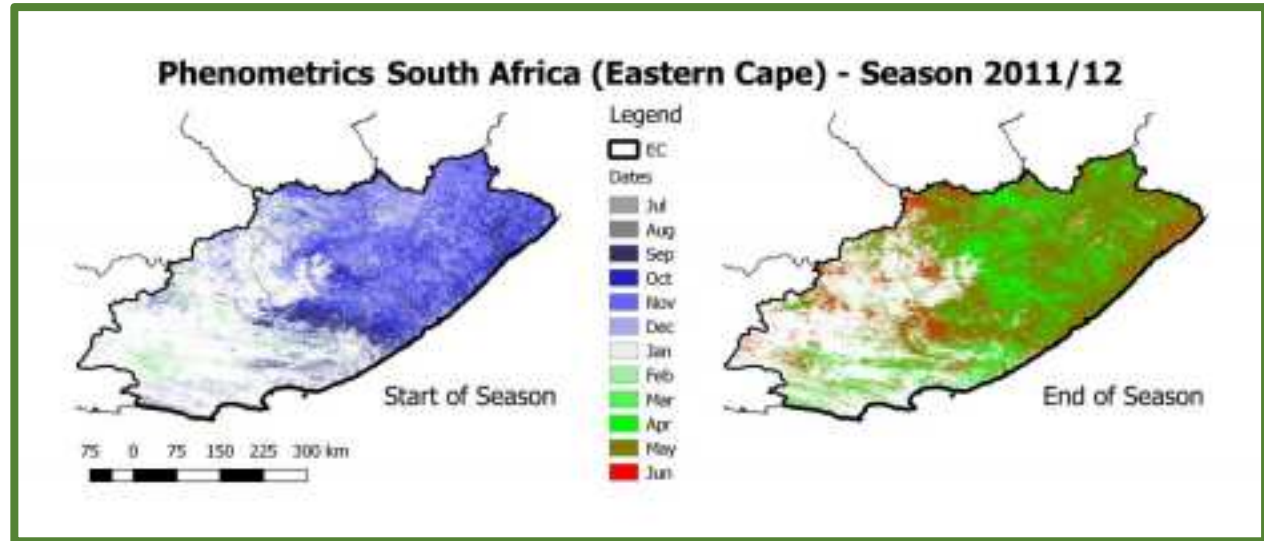 Phenometrics South Africa (Eastern Cape) - Season 2011/12
Legend
EC
Dates
Jul
Aug
Sep
Oct
Nov
Dec
Jan
Feb
Mar
Apr
May
Jun
Start of Season
End of Season
75 0 75 150 225 300 km